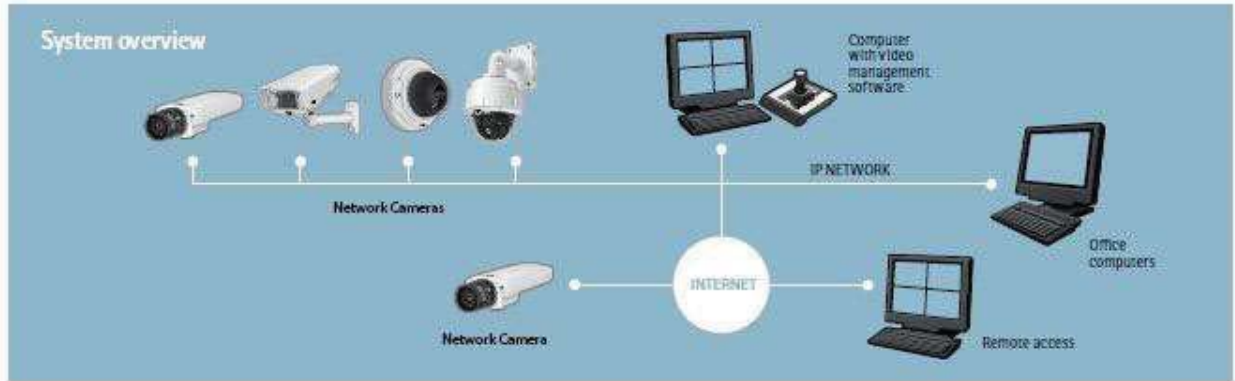 System overview
Computer
with video
management
software
IP NETWORK
Network Cameras
Office
computers
INTERNET
Network Camera
Remote access